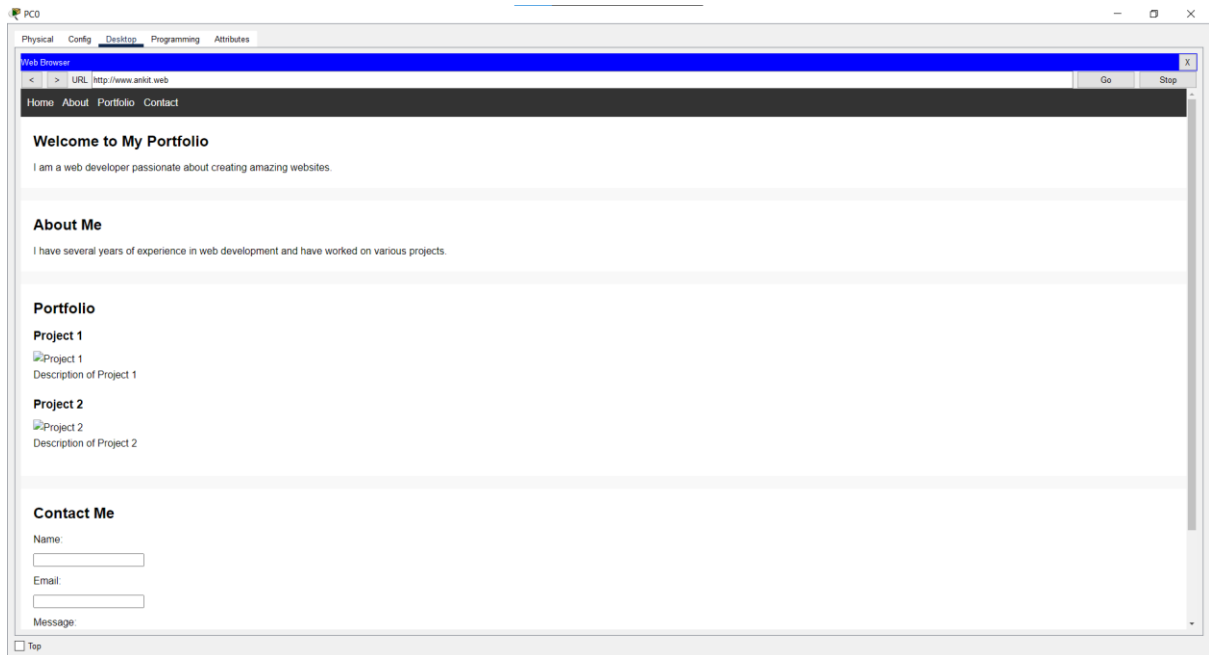 PC0
Physical Config Desktop Programming Attributes
Web Browser X
< > URL http://www.ankit.web Go Stop
Home About Portfolio Contact
Welcome to My Portfolio
I am a web developer passionate about creating amazing websites.
About Me
I have several years of experience in web development and have worked on various projects.
Portfolio
Project 1
Project 1
Description of Project 1
Project 2
Project 2
Description of Project 2
Contact Me
Name:
Email:
Message:
Top